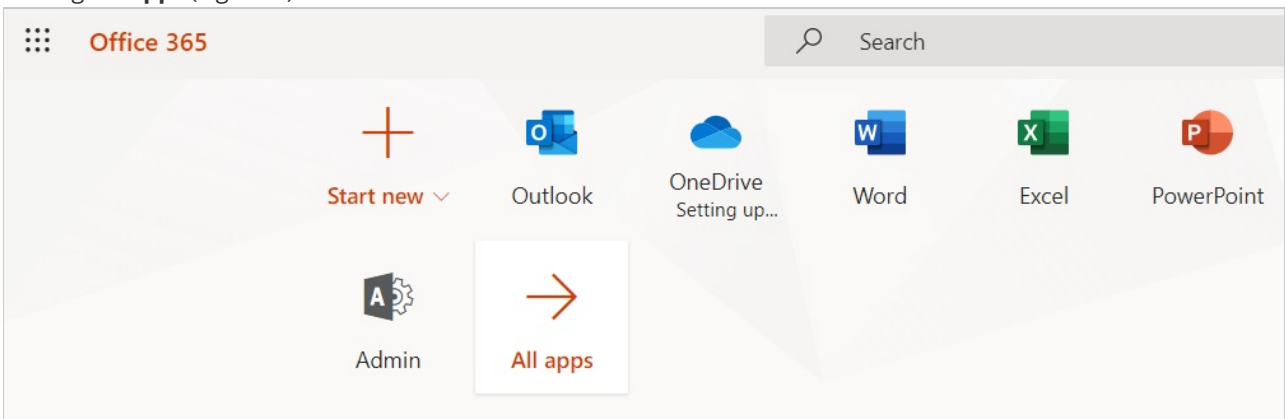 Office 365
Search
Start new
Outlook
OneDrive
Setting up...
Word
Excel
PowerPoint
Admin
All apps